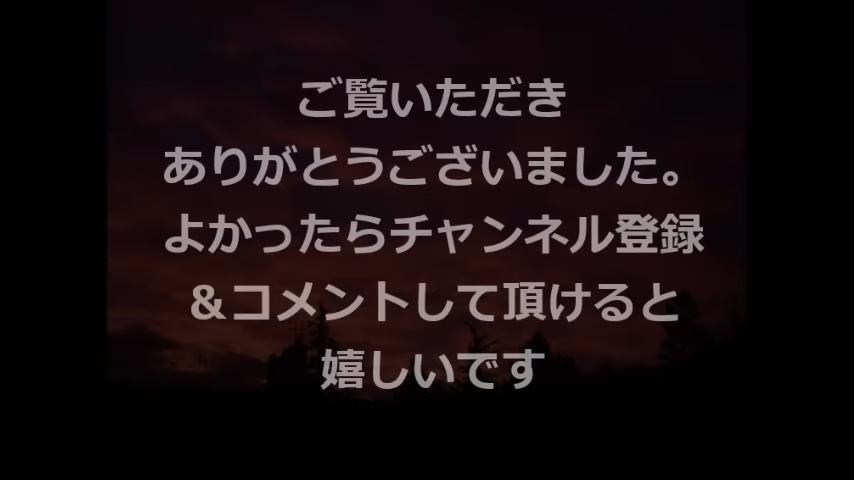 ご覧いただき
ありがとうございました。
よかったらチャンネル登録
＆コメントして頂けると
嬉しいです